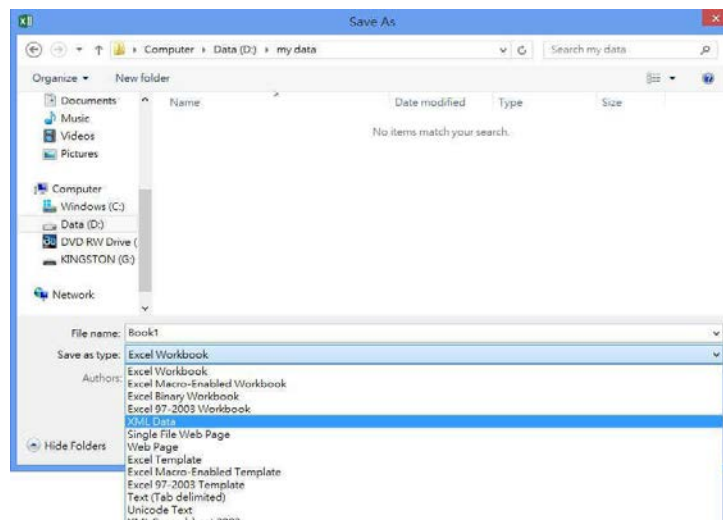 Save As
Computer Data (D:) my data
Search my data
Organize New folder
Documents
Music
Videos
Pictures
Computer
Windows (C:)
Data (D:)
DVD RW Drive (
KINGSTON (G:)
Network
Name Date modified Type Size
No items match your search.
File name: Book1
Save as type: Excel Workbook
Authors:
Excel Workbook
Excel Macro-Enabled Workbook
Excel Binary Workbook
Excel 97-2003 Workbook
XML Data
Single File Web Page
Web Page
Excel Template
Excel Macro-Enabled Template
Excel 97-2003 Template
Text (Tab delimited)
Unicode Text
Hide Folders